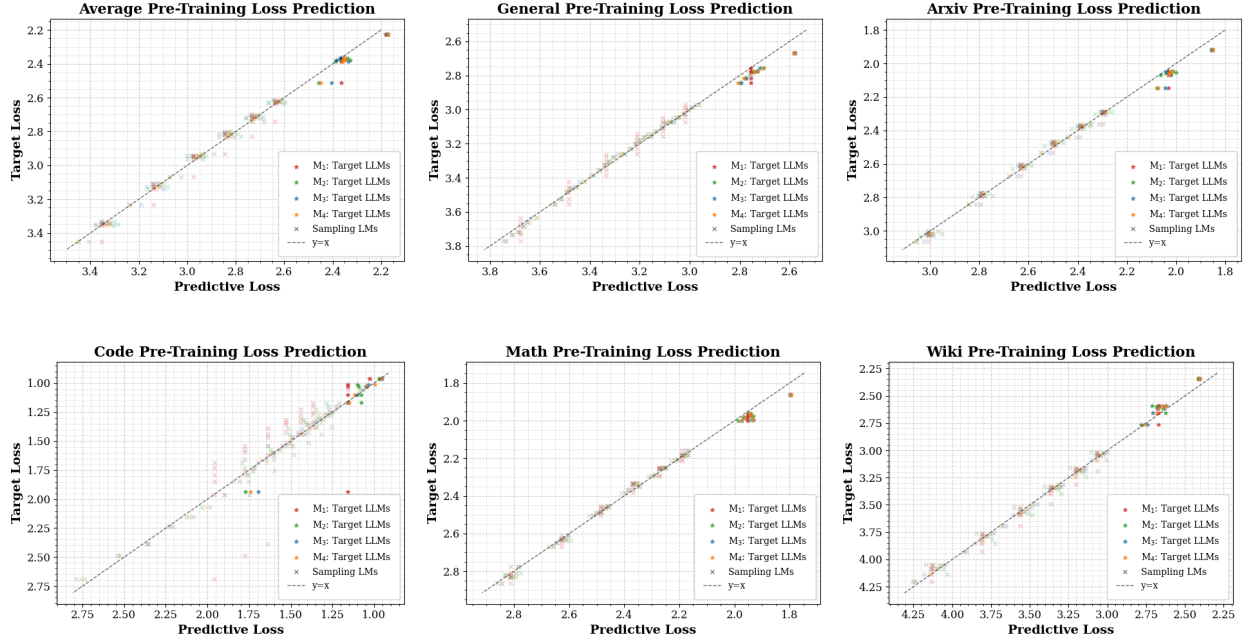 Average Pre-Training Loss Prediction
Target Loss
2.2
2.4
2.6
2.8
3.0
3.2
3.4
M₁: Target LLMs
M₂: Target LLMs
M₃: Target LLMs
M₄: Target LLMs
Sampling LMs
y=x
3.4 3.2 3.0 2.8 2.6 2.4 2.2
Predictive Loss
General Pre-Training Loss Prediction
Target Loss
2.6
2.8
3.0
3.2
3.4
3.6
3.8
M₁: Target LLMs
M₂: Target LLMs
M₃: Target LLMs
M₄: Target LLMs
Sampling LMs
y=x
3.8 3.6 3.4 3.2 3.0 2.8 2.6
Predictive Loss
Arxiv Pre-Training Loss Prediction
Target Loss
1.8
2.0
2.2
2.4
2.6
2.8
3.0
M₁: Target LLMs
M₂: Target LLMs
M₃: Target LLMs
M₄: Target LLMs
Sampling LMs
y=x
3.0 2.8 2.6 2.4 2.2 2.0 1.8
Predictive Loss
Code Pre-Training Loss Prediction
Target Loss
1.00
1.25
1.50
1.75
2.00
2.25
2.50
2.75
M₁: Target LLMs
M₂: Target LLMs
M₃: Target LLMs
M₄: Target LLMs
Sampling LMs
y=x
2.75 2.50 2.25 2.00 1.75 1.50 1.25 1.00
Predictive Loss
Math Pre-Training Loss Prediction
Target Loss
1.8
2.0
2.2
2.4
2.6
2.8
M₁: Target LLMs
M₂: Target LLMs
M₃: Target LLMs
M₄: Target LLMs
Sampling LMs
y=x
2.8 2.6 2.4 2.2 2.0 1.8
Predictive Loss
Wiki Pre-Training Loss Prediction
Target Loss
2.25
2.50
2.75
3.00
3.25
3.50
3.75
4.00
4.25
M₁: Target LLMs
M₂: Target LLMs
M₃: Target LLMs
M₄: Target LLMs
Sampling LMs
y=x
4.25 4.00 3.75 3.50 3.25 3.00 2.75 2.50 2.25
Predictive Loss